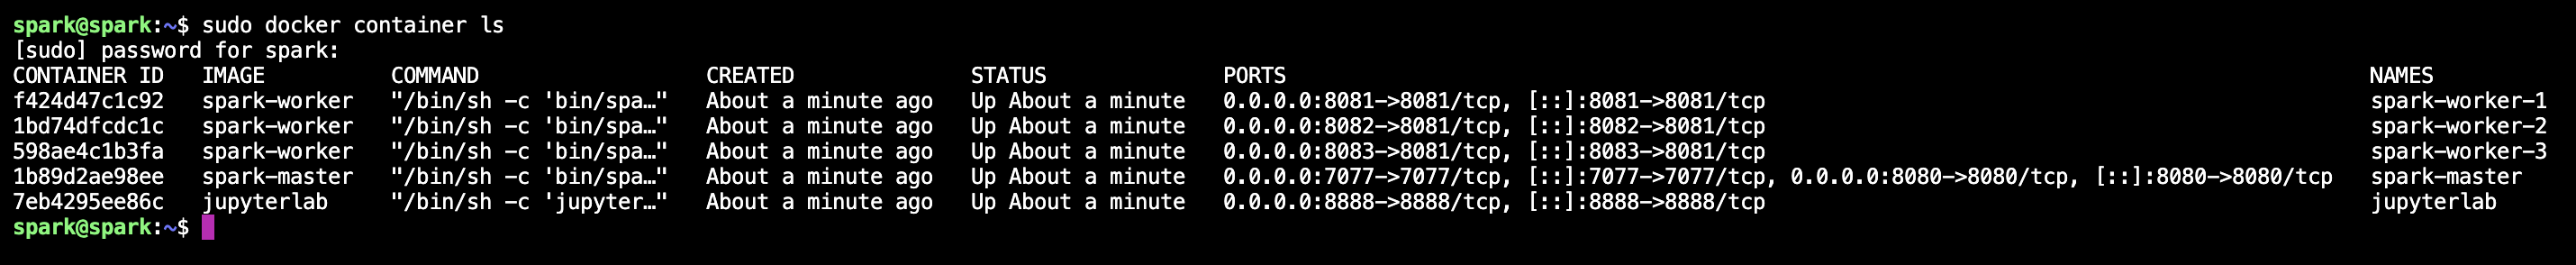 spark@spark:~$ sudo docker container ls
[sudo] password for spark:
CONTAINER ID   IMAGE          COMMAND                  CREATED              STATUS              PORTS                                                                                      NAMES
f424d47c1c92   spark-worker   "/bin/sh -c 'bin/spa…"   About a minute ago   Up About a minute   0.0.0.0:8081->8081/tcp, [::]:8081->8081/tcp                                                spark-worker-1
1bd74dfcdc1c   spark-worker   "/bin/sh -c 'bin/spa…"   About a minute ago   Up About a minute   0.0.0.0:8082->8081/tcp, [::]:8082->8081/tcp                                                spark-worker-2
598ae4c1b3fa   spark-worker   "/bin/sh -c 'bin/spa…"   About a minute ago   Up About a minute   0.0.0.0:8083->8081/tcp, [::]:8083->8081/tcp                                                spark-worker-3
1b89d2ae98ee   spark-master   "/bin/sh -c 'bin/spa…"   About a minute ago   Up About a minute   0.0.0.0:7077->7077/tcp, [::]:7077->7077/tcp, 0.0.0.0:8080->8080/tcp, [::]:8080->8080/tcp   spark-master
7eb4295ee86c   jupyterlab     "/bin/sh -c 'jupyter…"   About a minute ago   Up About a minute   0.0.0.0:8888->8888/tcp, [::]:8888->8888/tcp                                                jupyterlab
spark@spark:~$